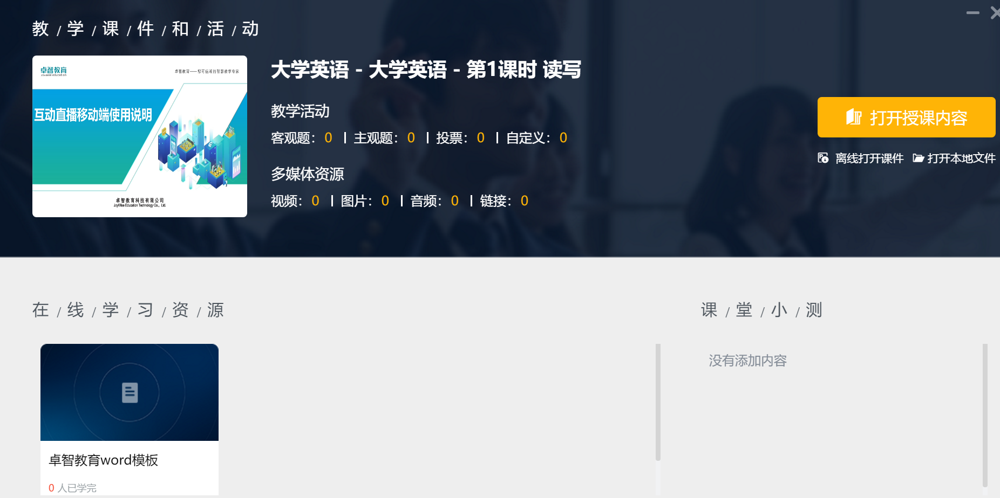 教 / 学 / 课 / 件 / 和 / 活 / 动
卓智教育
Joywise education
卓智教育——您可信赖的智慧教学专家
互动直播移动端使用说明
卓智教育科技有限公司
JoyWise Education Technology Co., Ltd.
大学英语 - 大学英语 - 第1课时 读写
教学活动
客观题： 0 | 主观题： 0 | 投票： 0 | 自定义： 0
多媒体资源
视频： 0 | 图片： 0 | 音频： 0 | 链接： 0
打开授课内容
离线打开课件 打开本地文件
在 / 线 / 学 / 习 / 资 / 源
卓智教育word模板
0 人已学完
课 / 堂 / 小 / 测
没有添加内容